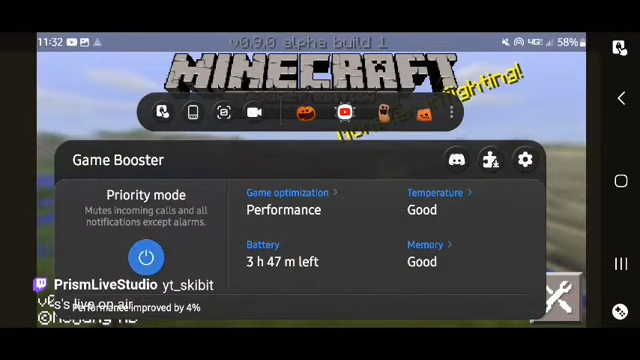 11:32
4G
58%
v0.9.0 alpha build 1
MINECRAFT
Game Booster
Priority mode
Mutes incoming calls and all
notifications except alarms.
Game optimization >
Performance
Temperature >
Good
Battery
3 h 47 m left
Memory >
Good
PrismLiveStudio yt_skibit
s's live on air
Performance improved by 4%